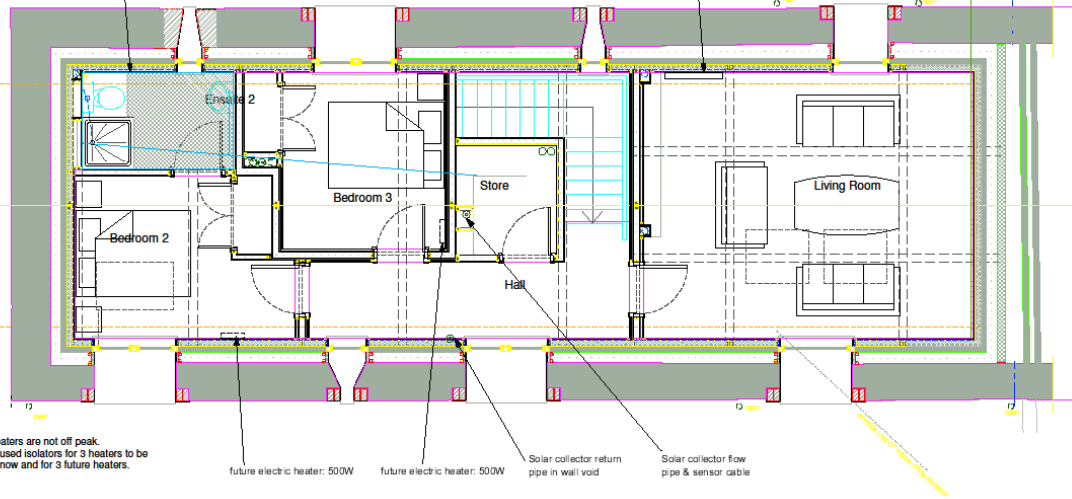 Ensuite 2
Bedroom 3
Store
Living Room
Bedroom 2
Hall
eaters are not off peak.
used isolators for 3 heaters to be
now and for 3 future heaters.
future electric heater: 500W
future electric heater: 500W
Solar collector return
pipe in wall void
Solar collector flow
pipe & sensor cable